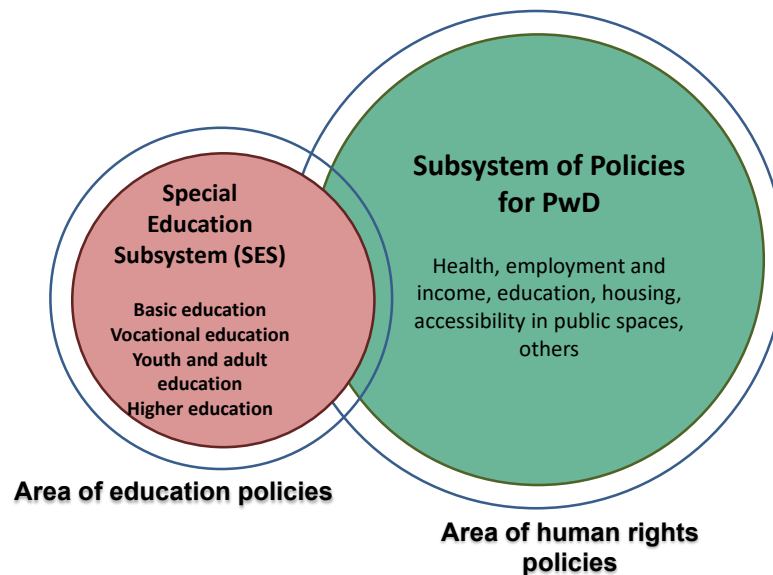 Special
Education
Subsystem (SES)
Basic education
Vocational education
Youth and adult
education
Higher education
Subsystem of Policies
for PwD
Health, employment and
income, education, housing,
accessibility in public spaces,
others
Area of education policies
Area of human rights
policies